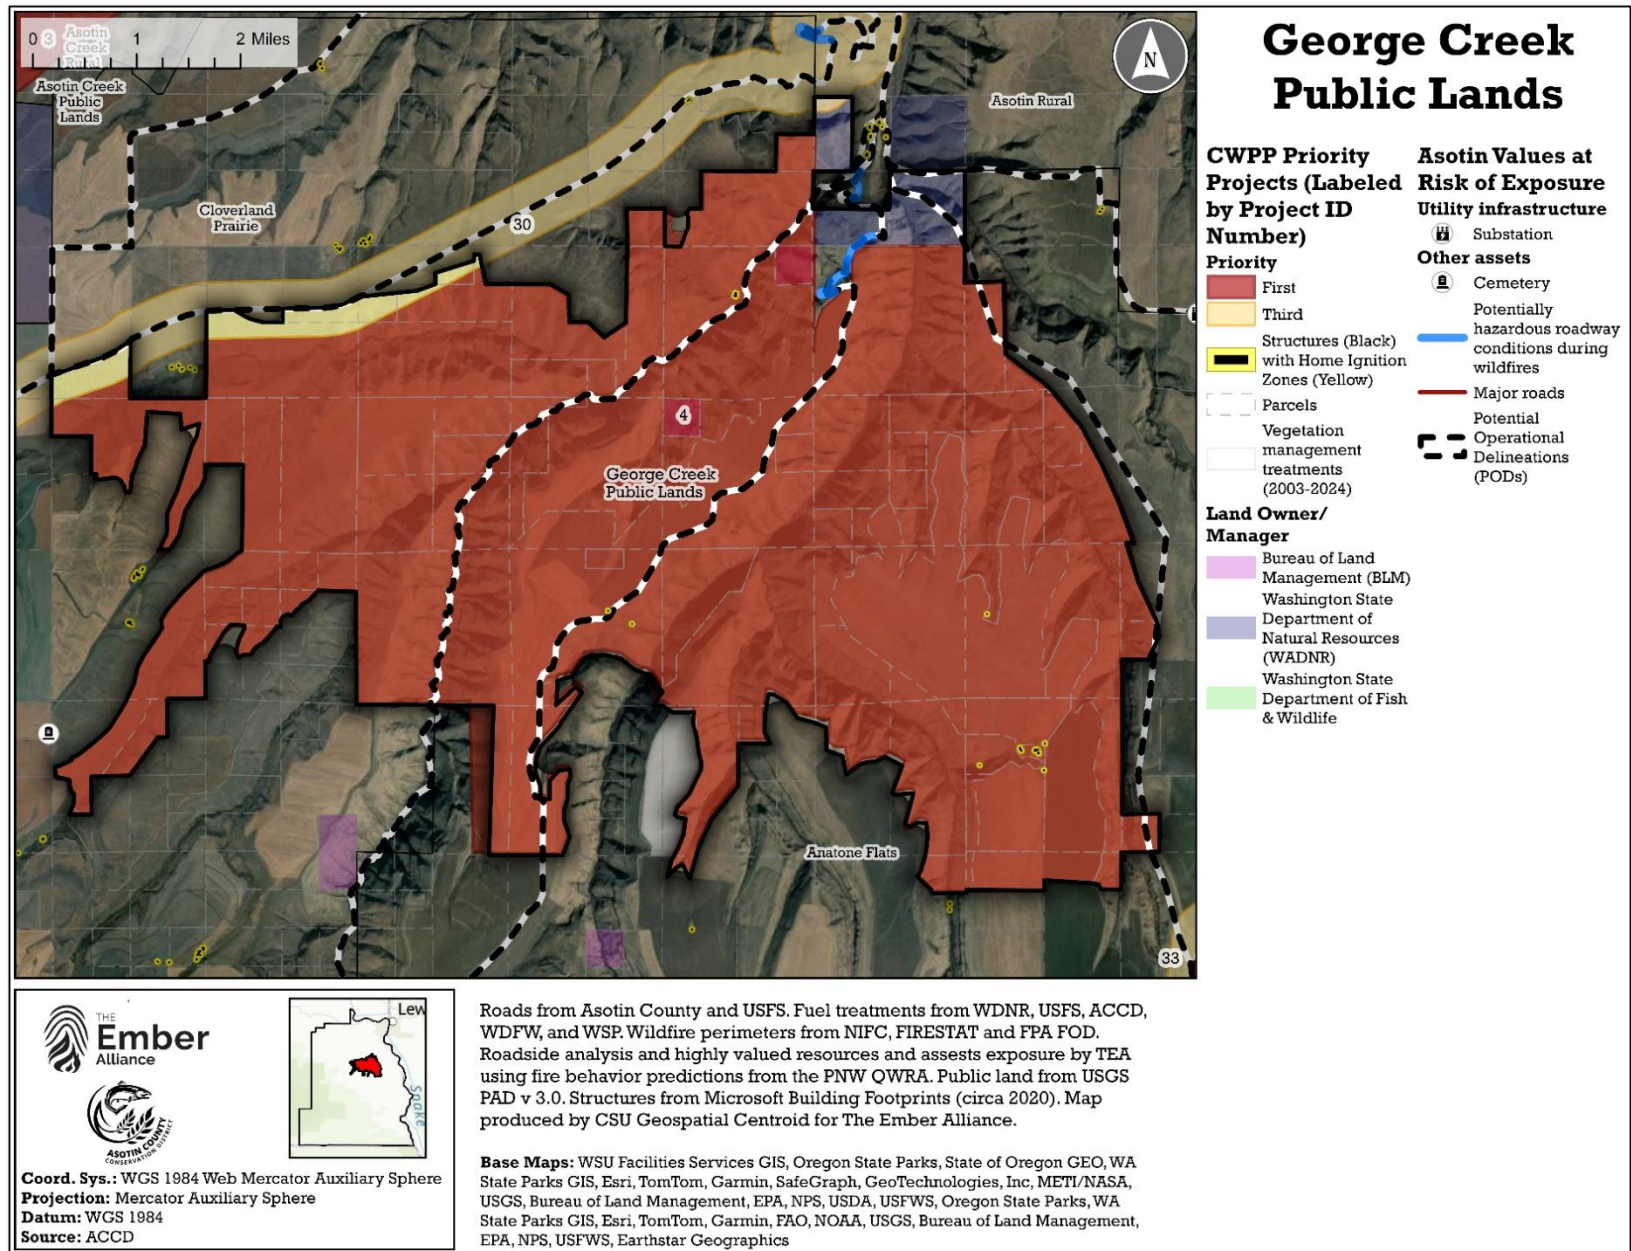 0 3 1 2 Miles
Asotin
Creek
Rural
Asotin Creek
Public
Lands
N
Asotin Rural
Cloverland
Prairie
30
4
George Creek
Public Lands
Anatone Flats
33
George Creek
Public Lands
CWPP Priority
Projects (Labeled
by Project ID
Number)
Priority
First
Third
Structures (Black)
with Home Ignition
Zones (Yellow)
Parcels
Vegetation
management
treatments
(2003-2024)
Land Owner/
Manager
Bureau of Land
Management (BLM)
Washington State
Department of
Natural Resources
(WADNR)
Washington State
Department of Fish
& Wildlife
Asotin Values at
Risk of Exposure
Utility infrastructure
Substation
Other assets
Cemetery
Potentially
hazardous roadway
conditions during
wildfires
Major roads
Potential
Operational
Delineations
(PODs)
THE
Ember
Alliance
ASOTIN COUNTY
CONSERVATION DISTRICT
Lew
Snake
Coord. Sys.: WGS 1984 Web Mercator Auxiliary Sphere
Projection: Mercator Auxiliary Sphere
Datum: WGS 1984
Source: ACCD
Roads from Asotin County and USFS. Fuel treatments from WDNR, USFS, ACCD,
WDFW, and WSP. Wildfire perimeters from NIFC, FIRESTAT and FPA FOD.
Roadside analysis and highly valued resources and assests exposure by TEA
using fire behavior predictions from the PNW QWRA. Public land from USGS
PAD v 3.0. Structures from Microsoft Building Footprints (circa 2020). Map
produced by CSU Geospatial Centroid for The Ember Alliance.
Base Maps: WSU Facilities Services GIS, Oregon State Parks, State of Oregon GEO, WA
State Parks GIS, Esri, TomTom, Garmin, SafeGraph, GeoTechnologies, Inc, METI/NASA,
USGS, Bureau of Land Management, EPA, NPS, USDA, USFWS, Oregon State Parks, WA
State Parks GIS, Esri, TomTom, Garmin, FAO, NOAA, USGS, Bureau of Land Management,
EPA, NPS, USFWS, Earthstar Geographics